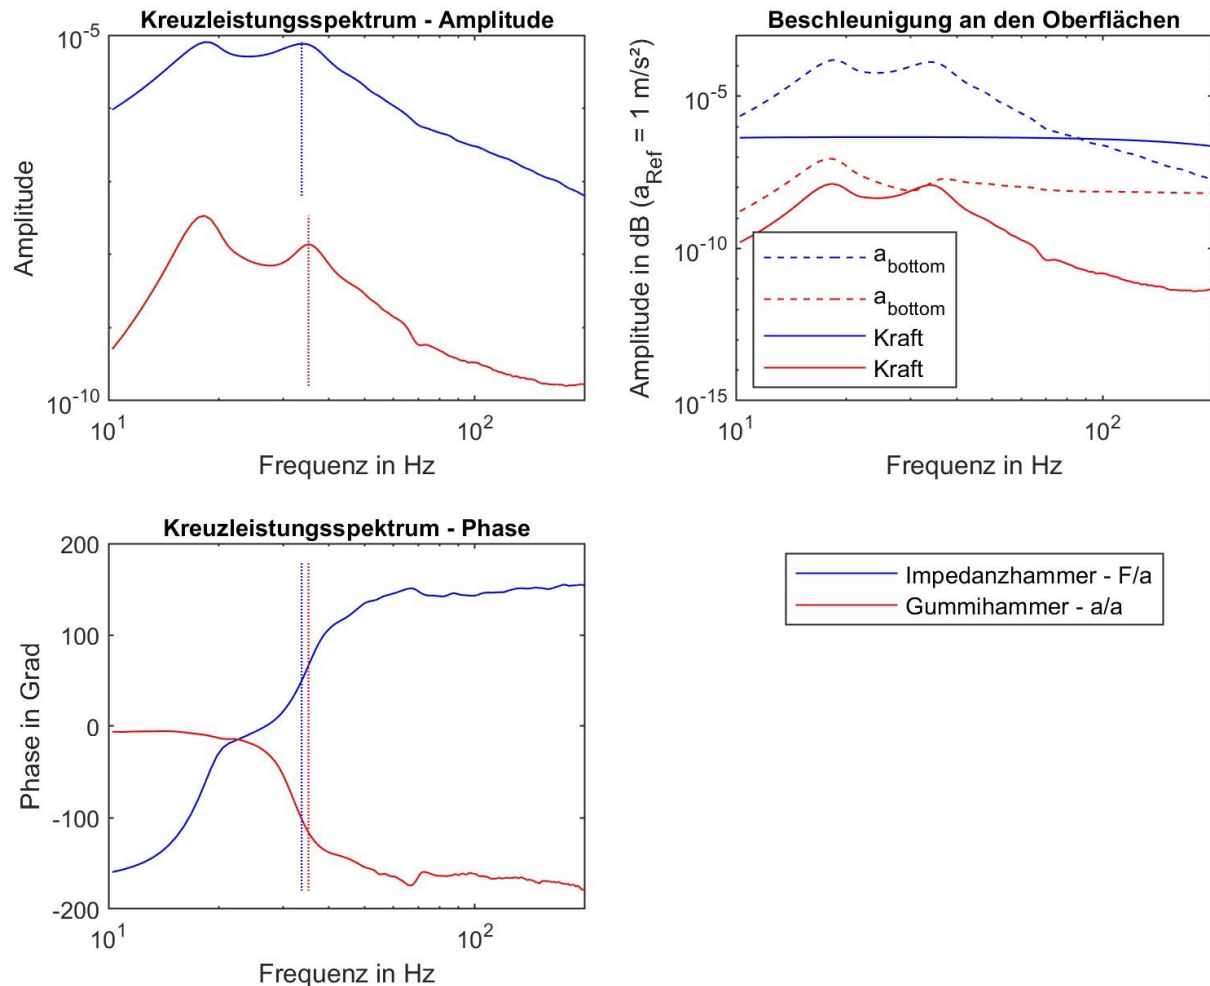 Kreuzleistungsspektrum - Amplitude
10^-5
10^-10
Amplitude
10^1
10^2
Frequenz in Hz
Beschleunigung an den Oberflächen
10^-5
10^-10
10^-15
Amplitude in dB (a_Ref = 1 m/s²)
a_bottom
a_bottom
Kraft
Kraft
10^1
10^2
Frequenz in Hz
Kreuzleistungsspektrum - Phase
200
100
0
-100
-200
Phase in Grad
10^1
10^2
Frequenz in Hz
Impedanzhammer - F/a
Gummihammer - a/a